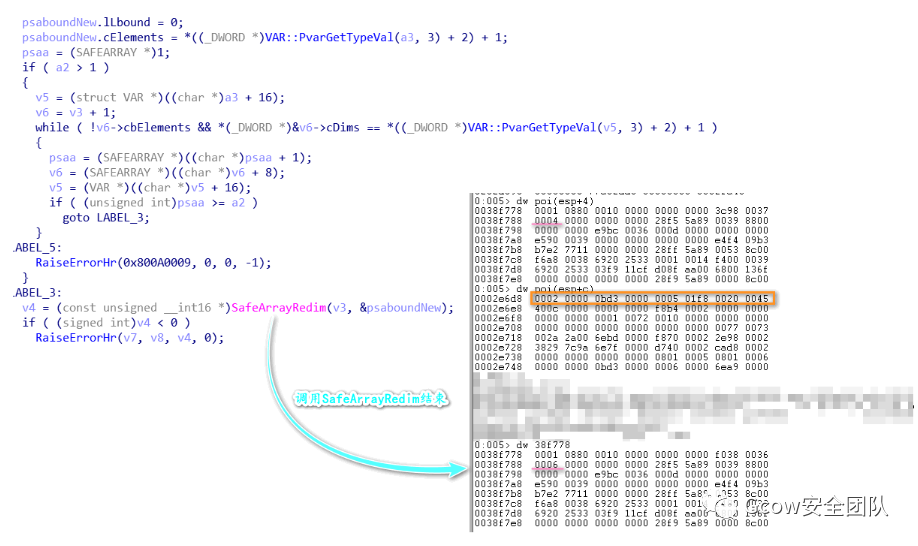 psaboundNew.lLbound = 0;
psaboundNew.cElements = *((_DWORD *)VAR::PvarGetTypeVal(a3, 3) + 2) + 1;
psaa = (SAFEARRAY *)1;
if ( a2 > 1 )
{
v5 = (struct VAR *)((char *)a3 + 16);
v6 = v3 + 1;
while ( !v6->cbElements && *(_DWORD *)&v6->cDims == *((_DWORD *)VAR::PvarGetTypeVal(v5, 3) + 2) + 1 )
{
psaa = (SAFEARRAY *)((char *)psaa + 1);
v6 = (SAFEARRAY *)((char *)v6 + 8);
v5 = (VAR *)((char *)v5 + 16);
if ( (unsigned int)psaa >= a2 )
goto LABEL_3;
}
.ABEL_5:
RaiseErrorHr(0x800A0009, 0, 0, -1);
}
.ABEL_3:
v4 = (const unsigned __int16 *)SafeArrayRedim(v3, &psaboundNew);
if ( (signed int)v4 < 0 )
RaiseErrorHr(v7, v8, v4, 0);
调用SafeArrayRedim结束
0:005> dw poi(esp+4)
0038f778 0001 0880 0010 0000 0000 0000 3c98 0037
0038f788 0004 0000 0000 0000 28f5 5a89 0039 8800
0038f798 0000 0000 e9bc 0036 000d 0000 0000 0000
0038f7a8 e590 0039 0000 0000 0000 0000 e4f4 09b3
0038f7b8 b7e2 7711 0000 0000 28ff 5a89 0053 8c00
0038f7c8 f6a8 0038 6920 2533 0001 0014 f400 0039
0038f7d8 6920 2533 03f9 11cf d08f aa00 6800 136f
0038f7e8 0000 0000 0000 0000 28f9 5a89 0000 8c00
0:005> dw poi(esp+c)
0002e6d8 0002 0000 0bd3 0000 0005 01f8 0020 0045
0002e6e8 400c 0000 0000 0000 f8b4 0002 0000 0000
0002e6f8 0000 0000 0001 0072 0010 0000 0000 0000
0002e708 0000 0000 0000 0000 0000 0000 0077 0073
0002e718 002a 2a00 6ebd 0000 f870 0002 2e98 0002
0002e728 3829 7c9a 6e7f 0000 d740 0002 cad8 0002
0002e738 0000 0000 0000 0801 0005 0801 0006
0002e748 0000 0000 0bd3 0000 0006 0000 6ea9 0000
0:005> dw 38f778
0038f778 0001 0880 0010 0000 0000 0000 f038 0036
0038f788 0006 0000 0000 0000 28f5 5a89 0039 8800
0038f798 0000 0000 e9bc 0036 000d 0000 0000 0000
0038f7a8 e590 0039 0000 0000 0000 0000 e4f4 09b3
0038f7b8 b7e2 7711 0000 0000 28ff 5a89 0053 8c00
0038f7c8 f6a8 0038 6920 2533 0001 001
0038f7d8 6920 2533 03f9 11cf d08f aa00
0038f7e8 0000 0000 0000 0000 28f9 5a89 0000 8c00
cow安全团队